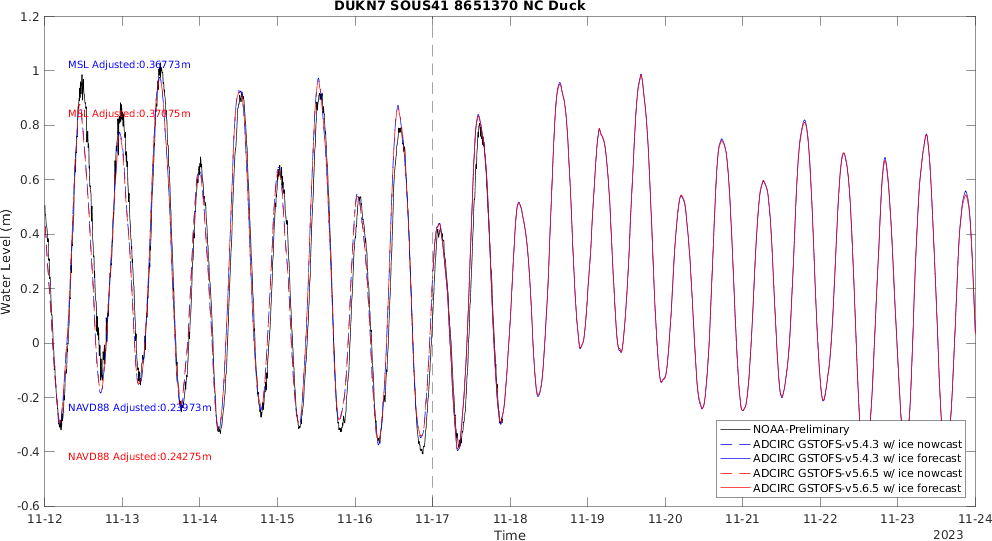 DUKN7 SOUS41 8651370 NC Duck
1.2
1
0.8
0.6
0.4
0.2
0
-0.2
-0.4
-0.6
Water Level (m)
MSL Adjusted:0.36773m
MSL Adjusted:0.37075m
NAVD88 Adjusted:0.23973m
NAVD88 Adjusted:0.24275m
NOAA-Preliminary
ADCIRC GSTOFS-v5.4.3 w/ ice nowcast
ADCIRC GSTOFS-v5.4.3 w/ ice forecast
ADCIRC GSTOFS-v5.6.5 w/ ice nowcast
ADCIRC GSTOFS-v5.6.5 w/ ice forecast
11-12 11-13 11-14 11-15 11-16 11-17 11-18 11-19 11-20 11-21 11-22 11-23 11-24
Time
2023